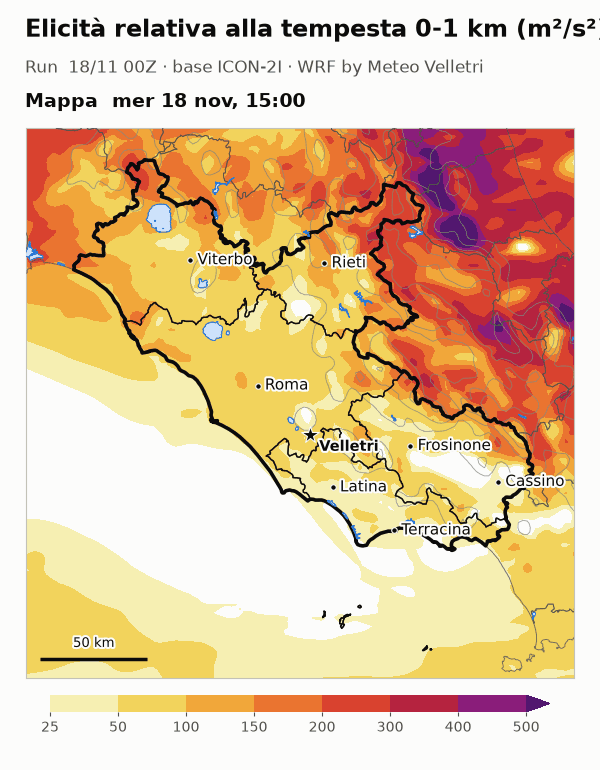 Elicità relativa alla tempesta 0-1 km (m²/s²)
Run 18/11 00Z · base ICON-2I · WRF by Meteo Velletri
Mappa mer 18 nov, 15:00
Viterbo
Rieti
Roma
Velletri
Frosinone
Cassino
Latina
Terracina
50 km
25 50 100 150 200 300 400 500